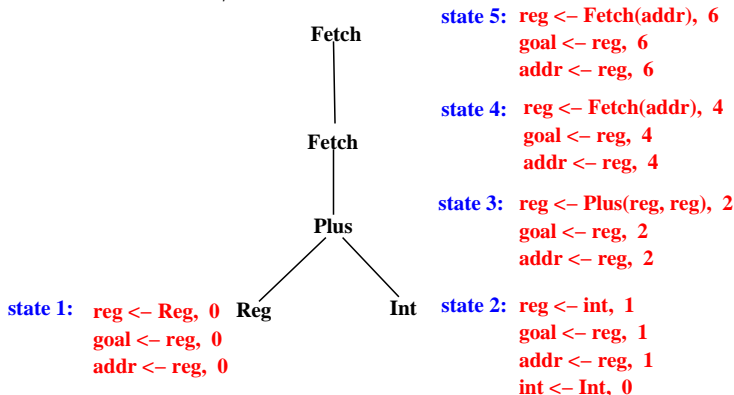 Fetch
state 5: reg <− Fetch(addr), 6
goal <− reg, 6
addr <− reg, 6
Fetch
state 4: reg <− Fetch(addr), 4
goal <− reg, 4
addr <− reg, 4
Plus
state 3: reg <− Plus(reg, reg), 2
goal <− reg, 2
addr <− reg, 2
state 1: reg <− Reg, 0
goal <− reg, 0
addr <− reg, 0
Reg
Int
state 2: reg <− int, 1
goal <− reg, 1
addr <− reg, 1
int <− Int, 0